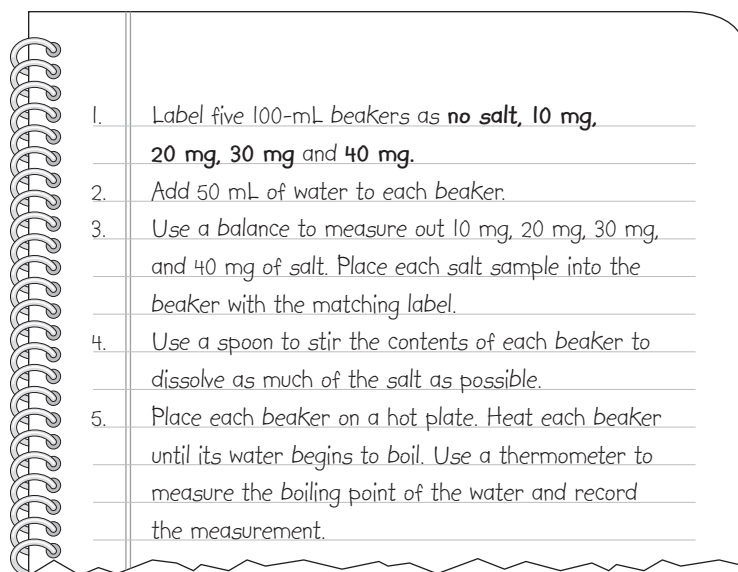 1. Label five 100-mL beakers as no salt, 10 mg,
20 mg, 30 mg and 40 mg.
2. Add 50 mL of water to each beaker.
3. Use a balance to measure out 10 mg, 20 mg, 30 mg,
and 40 mg of salt. Place each salt sample into the
beaker with the matching label.
4. Use a spoon to stir the contents of each beaker to
dissolve as much of the salt as possible.
5. Place each beaker on a hot plate. Heat each beaker
until its water begins to boil. Use a thermometer to
measure the boiling point of the water and record
the measurement.